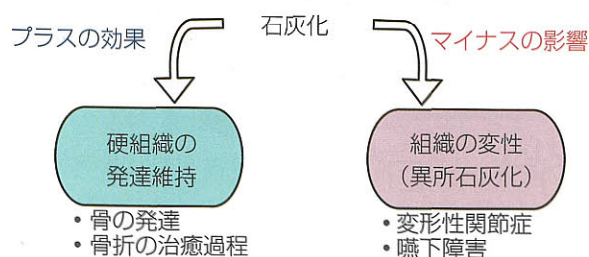 石灰化
プラスの効果
マイナスの影響
硬組織の
発達維持
・骨の発達
・骨折の治癒過程
組織の変性
（異所石灰化）
・変形性関節症
・嚥下障害